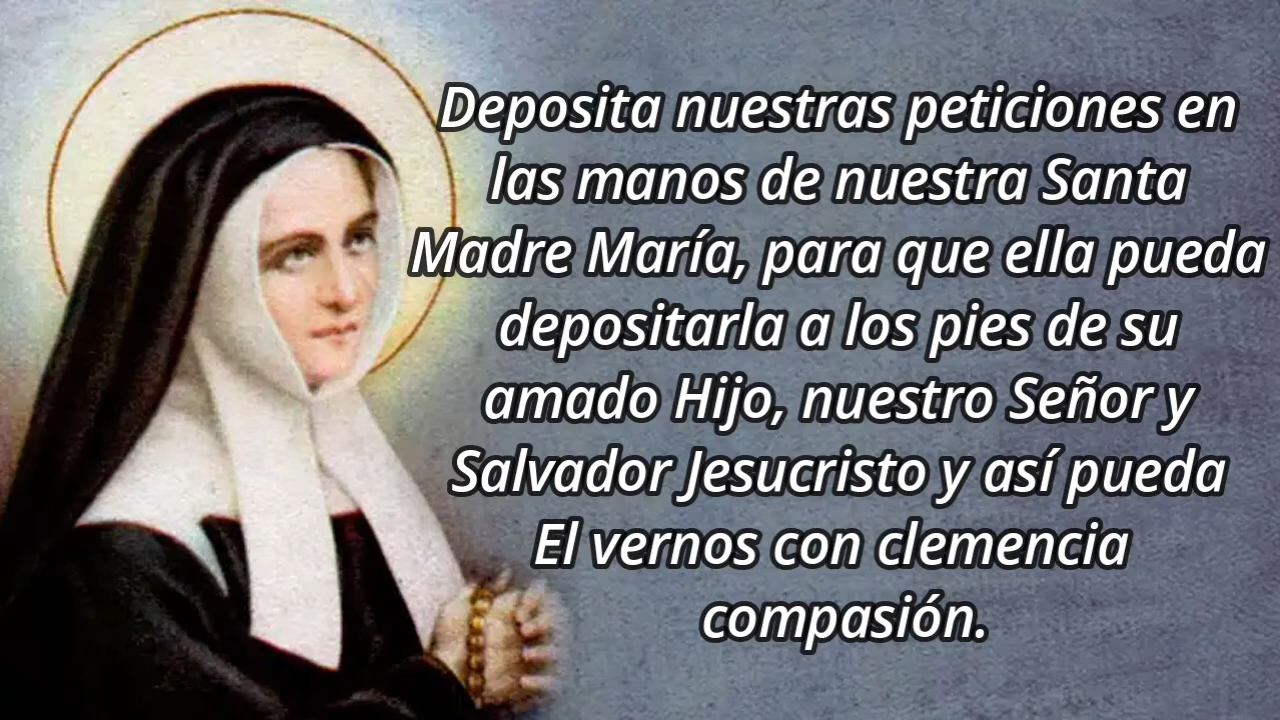 Deposita nuestras peticiones en
las manos de nuestra Santa
Madre María, para que ella pueda
depositarla a los pies de su
amado Hijo, nuestro Señor y
Salvador Jesucristo y así pueda
El vernos con clemencia
compasión.